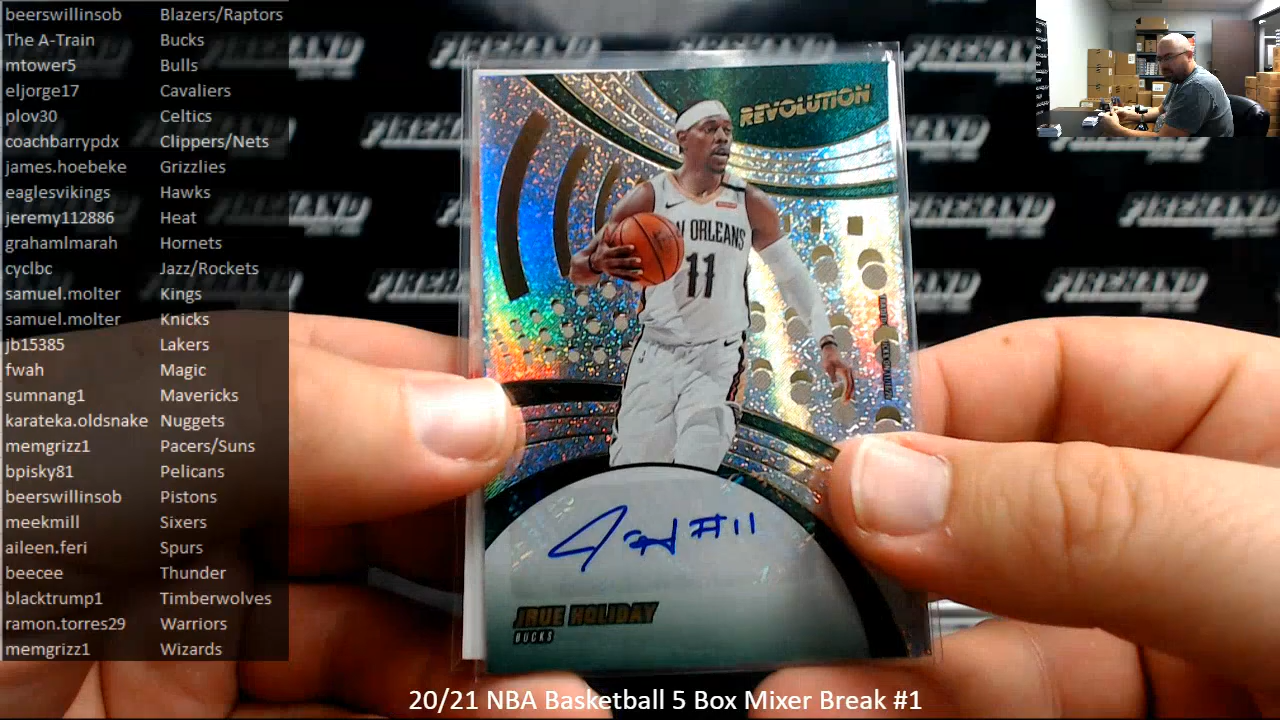 beerswillinsob Blazers/Raptors
The A-Train Bucks
mtower5 Bulls
eljorge17 Cavaliers
plov30 Celtics
coachbarrypdx Clippers/Nets
james.hoebeke Grizzlies
eaglesvikings Hawks
jeremy112886 Heat
grahamlmarah Hornets
cyclbc Jazz/Rockets
samuel.molter Kings
samuel.molter Knicks
jb15385 Lakers
fwah Magic
sumnang1 Mavericks
karateka.oldsnake Nuggets
memgrizz1 Pacers/Suns
bpisky81 Pelicans
beerswillinsob Pistons
meekmill Sixers
aileen.feri Spurs
beecee Thunder
blacktrump1 Timberwolves
ramon.torres29 Warriors
memgrizz1 Wizards
REVOLUTION
ORLEANS
11
#11
JRUE HOLIDAY
BUCKS
FIREHAND
FIREHAND
FIREHAND
FIREHAND
20/21 NBA Basketball 5 Box Mixer Break #1